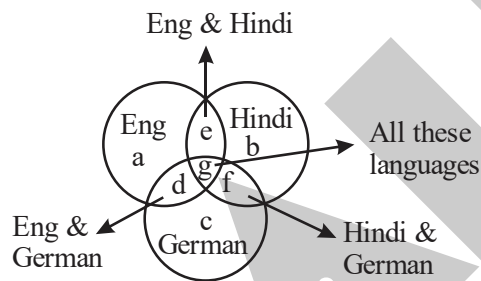 Eng & Hindi
Eng
a
e
Hindi
b
All these
languages
g
d
f
Eng &
German
c
German
Hindi &
German